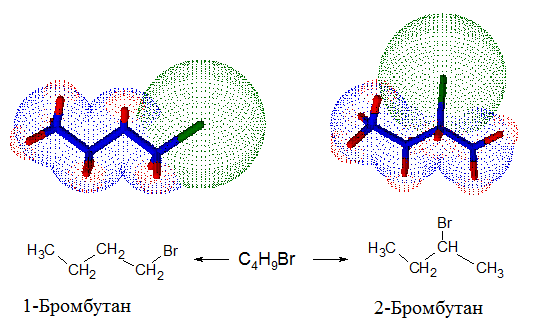 H₃C CH₂ CH₂ CH₂ Br
C₄H₉Br
Br
H₃C CH CH₂ CH₃
1-Бромбутан
2-Бромбутан